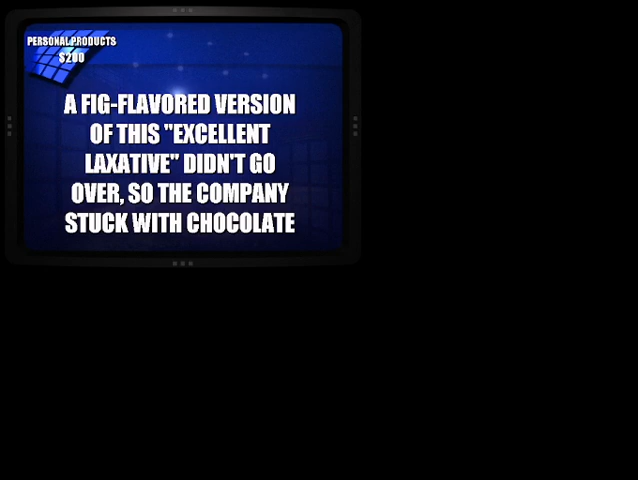 PERSONAL PRODUCTS
$200
A FIG-FLAVORED VERSION
OF THIS "EXCELLENT
LAXATIVE" DIDN'T GO
OVER, SO THE COMPANY
STUCK WITH CHOCOLATE